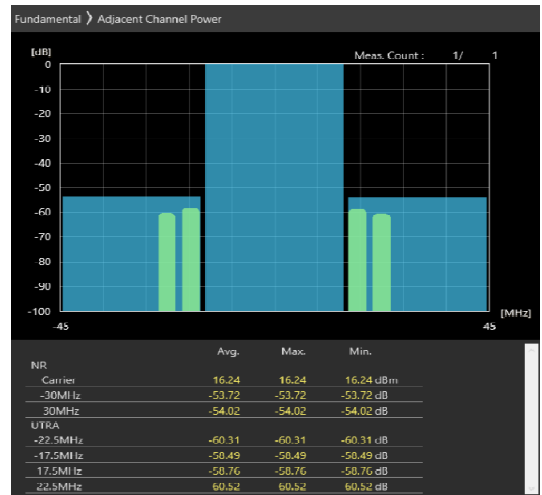 Fundamental ❯ Adjacent Channel Power
[dB]
Meas. Count : 1/ 1
0
-10
-20
-30
-40
-50
-60
-70
-80
-90
-100
[MHz]
-45 45
Avg. Max. Min.
NR
Carrier 16.24 16.24 16.24 dBm
-30MHz -53.72 -53.72 -53.72 dB
30MHz -54.02 -54.02 -54.02 dB
UTRA
-22.5MHz -60.31 -60.31 -60.31 dB
-17.5MHz -58.49 -58.49 -58.49 dB
17.5MHz -58.76 -58.76 -58.76 dB
22.5MHz 60.52 60.52 60.52 dB